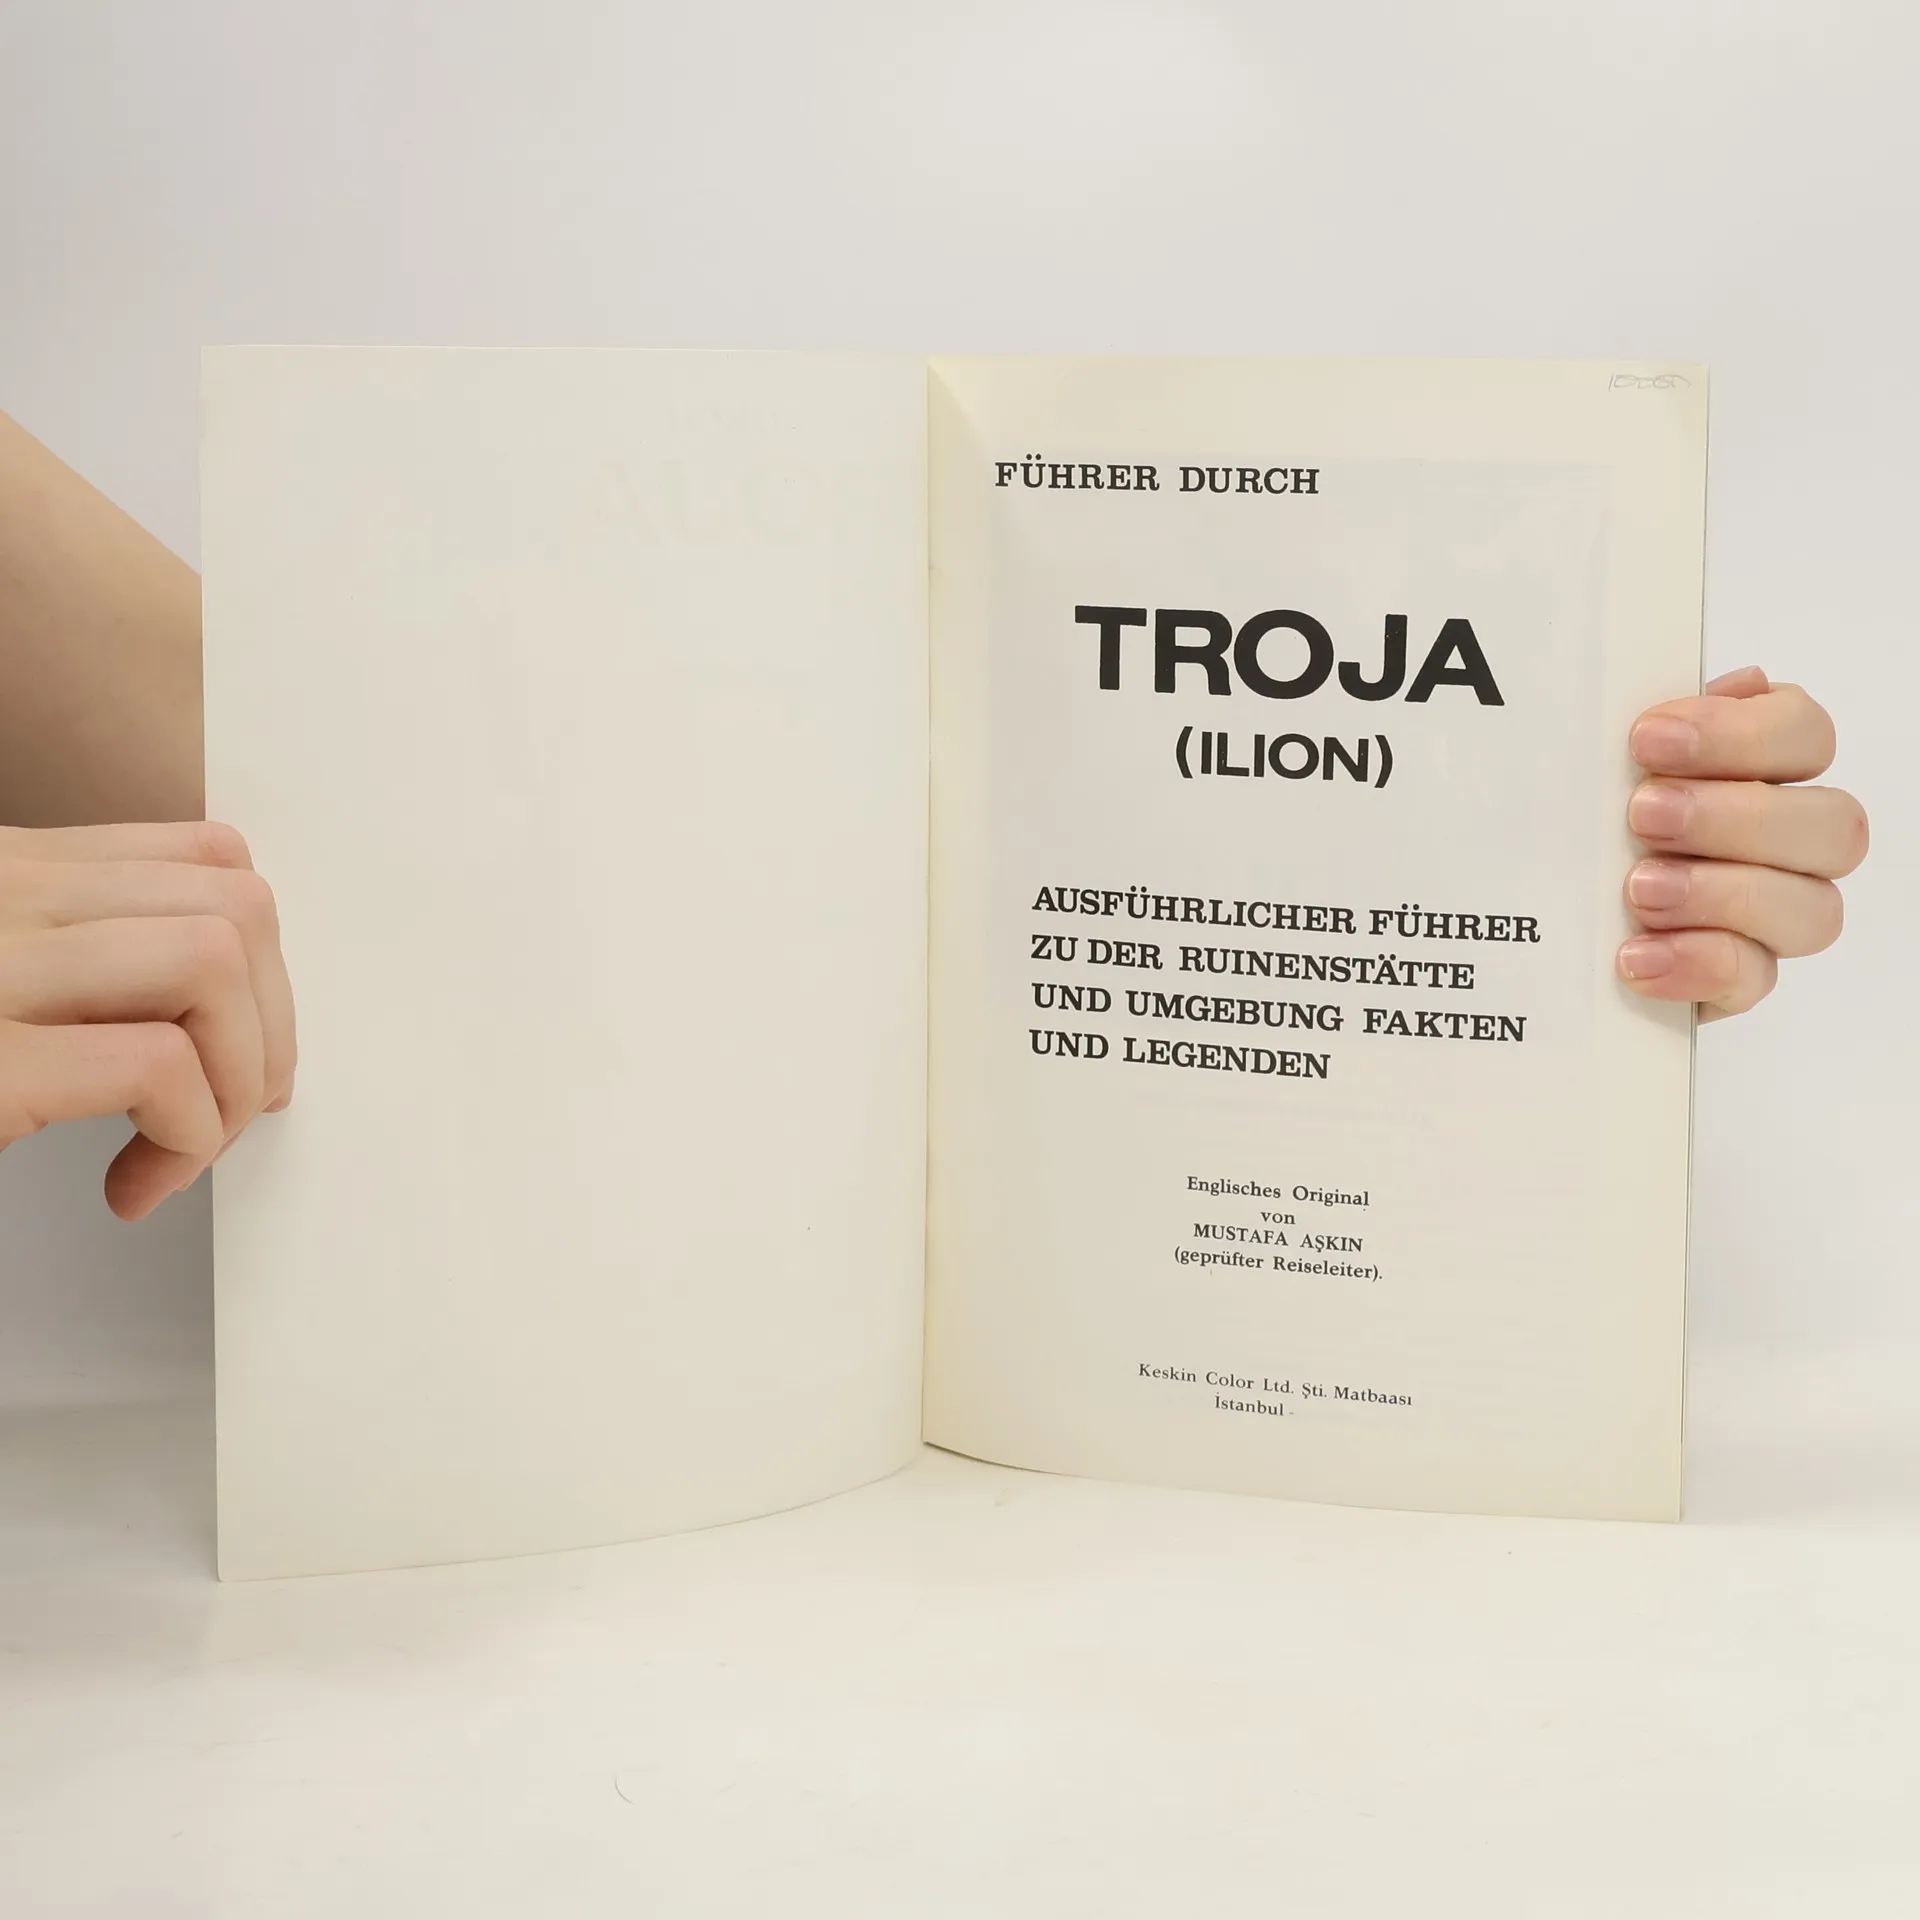 FÜHRER DURCH
TROJA
(ILION)
AUSFÜHRLICHER FÜHRER
ZU DER RUINENSTÄTTE
UND UMGEBUNG FAKTEN
UND LEGENDEN
Englisches Original
von
MUSTAFA AŞKIN
(geprüfter Reiseleiter).
Keskin Color Ltd. Şti. Matbaası
İstanbul -